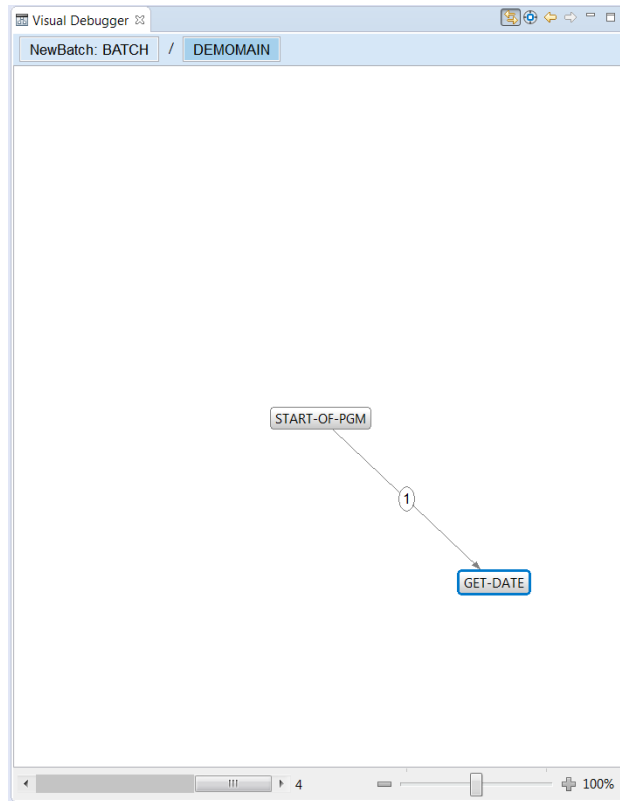 Visual Debugger
NewBatch: BATCH / DEMOMAIN
START-OF-PGM
1
GET-DATE
4
100%